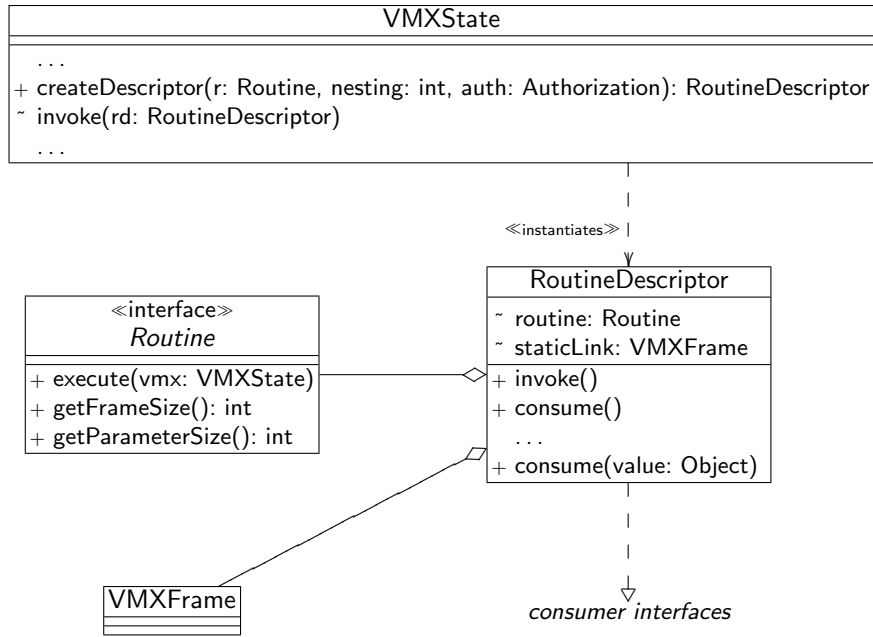 VMXState
...
+ createDescriptor(r: Routine, nesting: int, auth: Authorization): RoutineDescriptor
~ invoke(rd: RoutineDescriptor)
...
≪instantiates≫
RoutineDescriptor
~ routine: Routine
~ staticLink: VMXFrame
+ invoke()
+ consume()
...
+ consume(value: Object)
≪interface≫
Routine
+ execute(vmx: VMXState)
+ getFrameSize(): int
+ getParameterSize(): int
VMXFrame
consumer interfaces